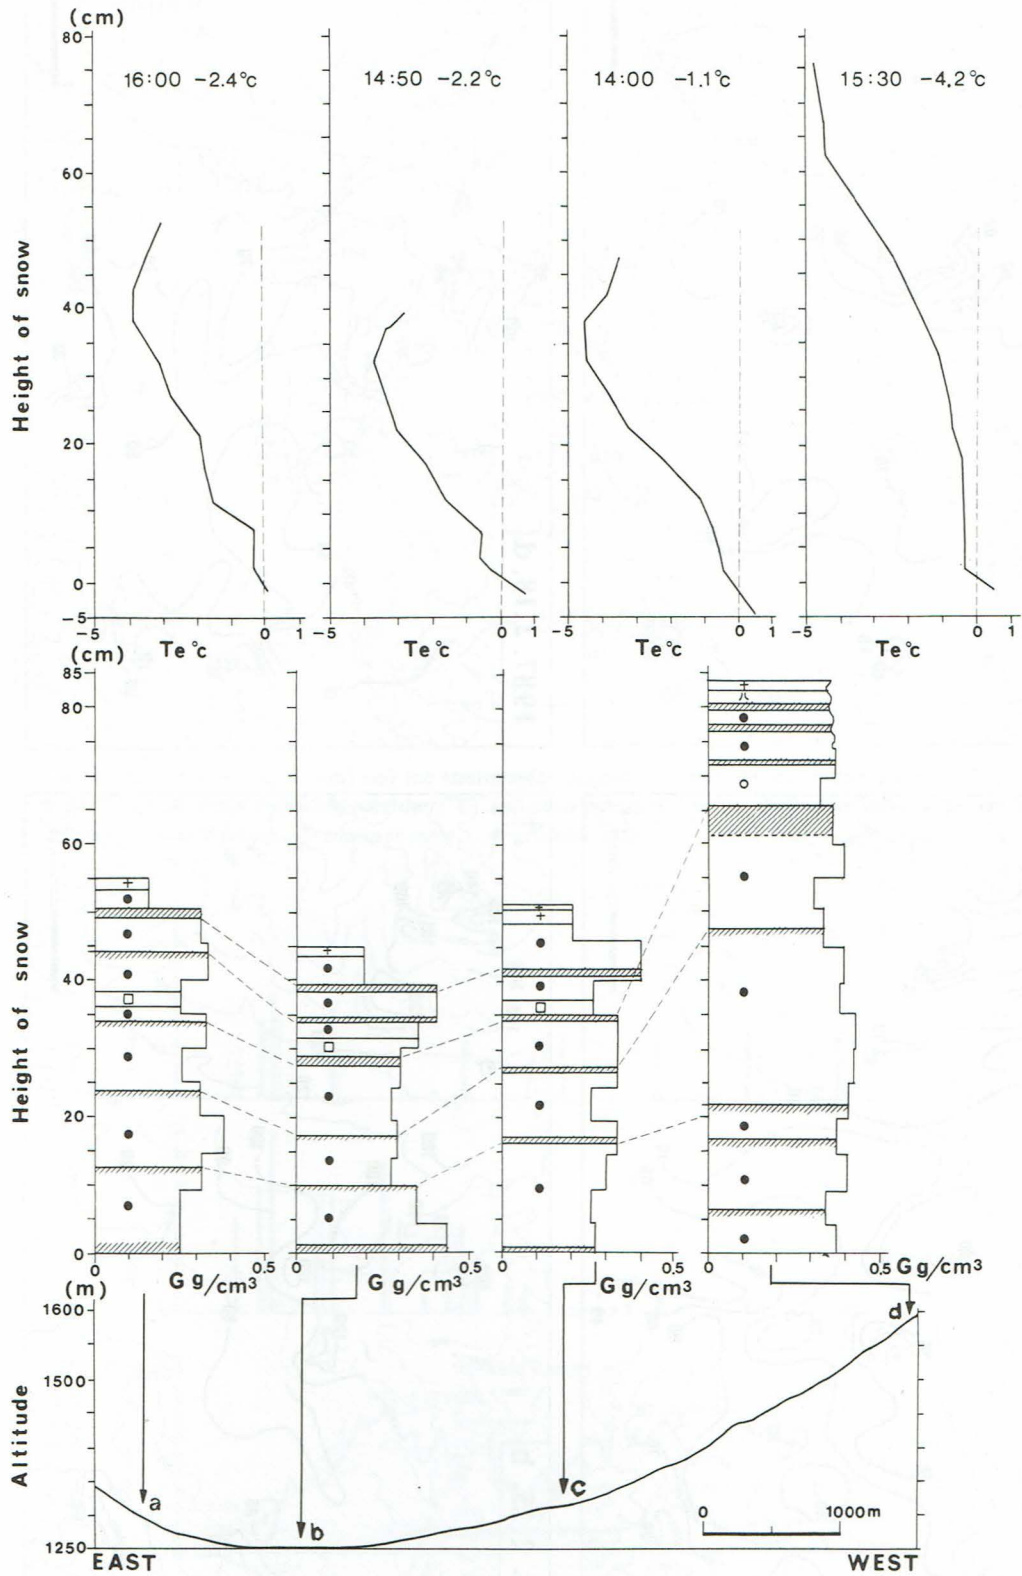 (cm)
80
16:00 -2.4°c
14:50 -2.2°c
14:00 -1.1°c
15:30 -4.2°c
60
40
20
0
-5
Height of snow
-5 0 1
-5 0 1
-5 0 1
-5 0 1
Te°c
Te°c
Te°c
Te°c
(cm)
85
80
60
40
20
0
Height of snow
0 0.5
0 0.5
0 0.5
0 0.5
G g/cm³
G g/cm³
G g/cm³
G g/cm³
(m)
1600
1500
1250
Altitude
a
b
c
d
0 1000m
EAST
WEST